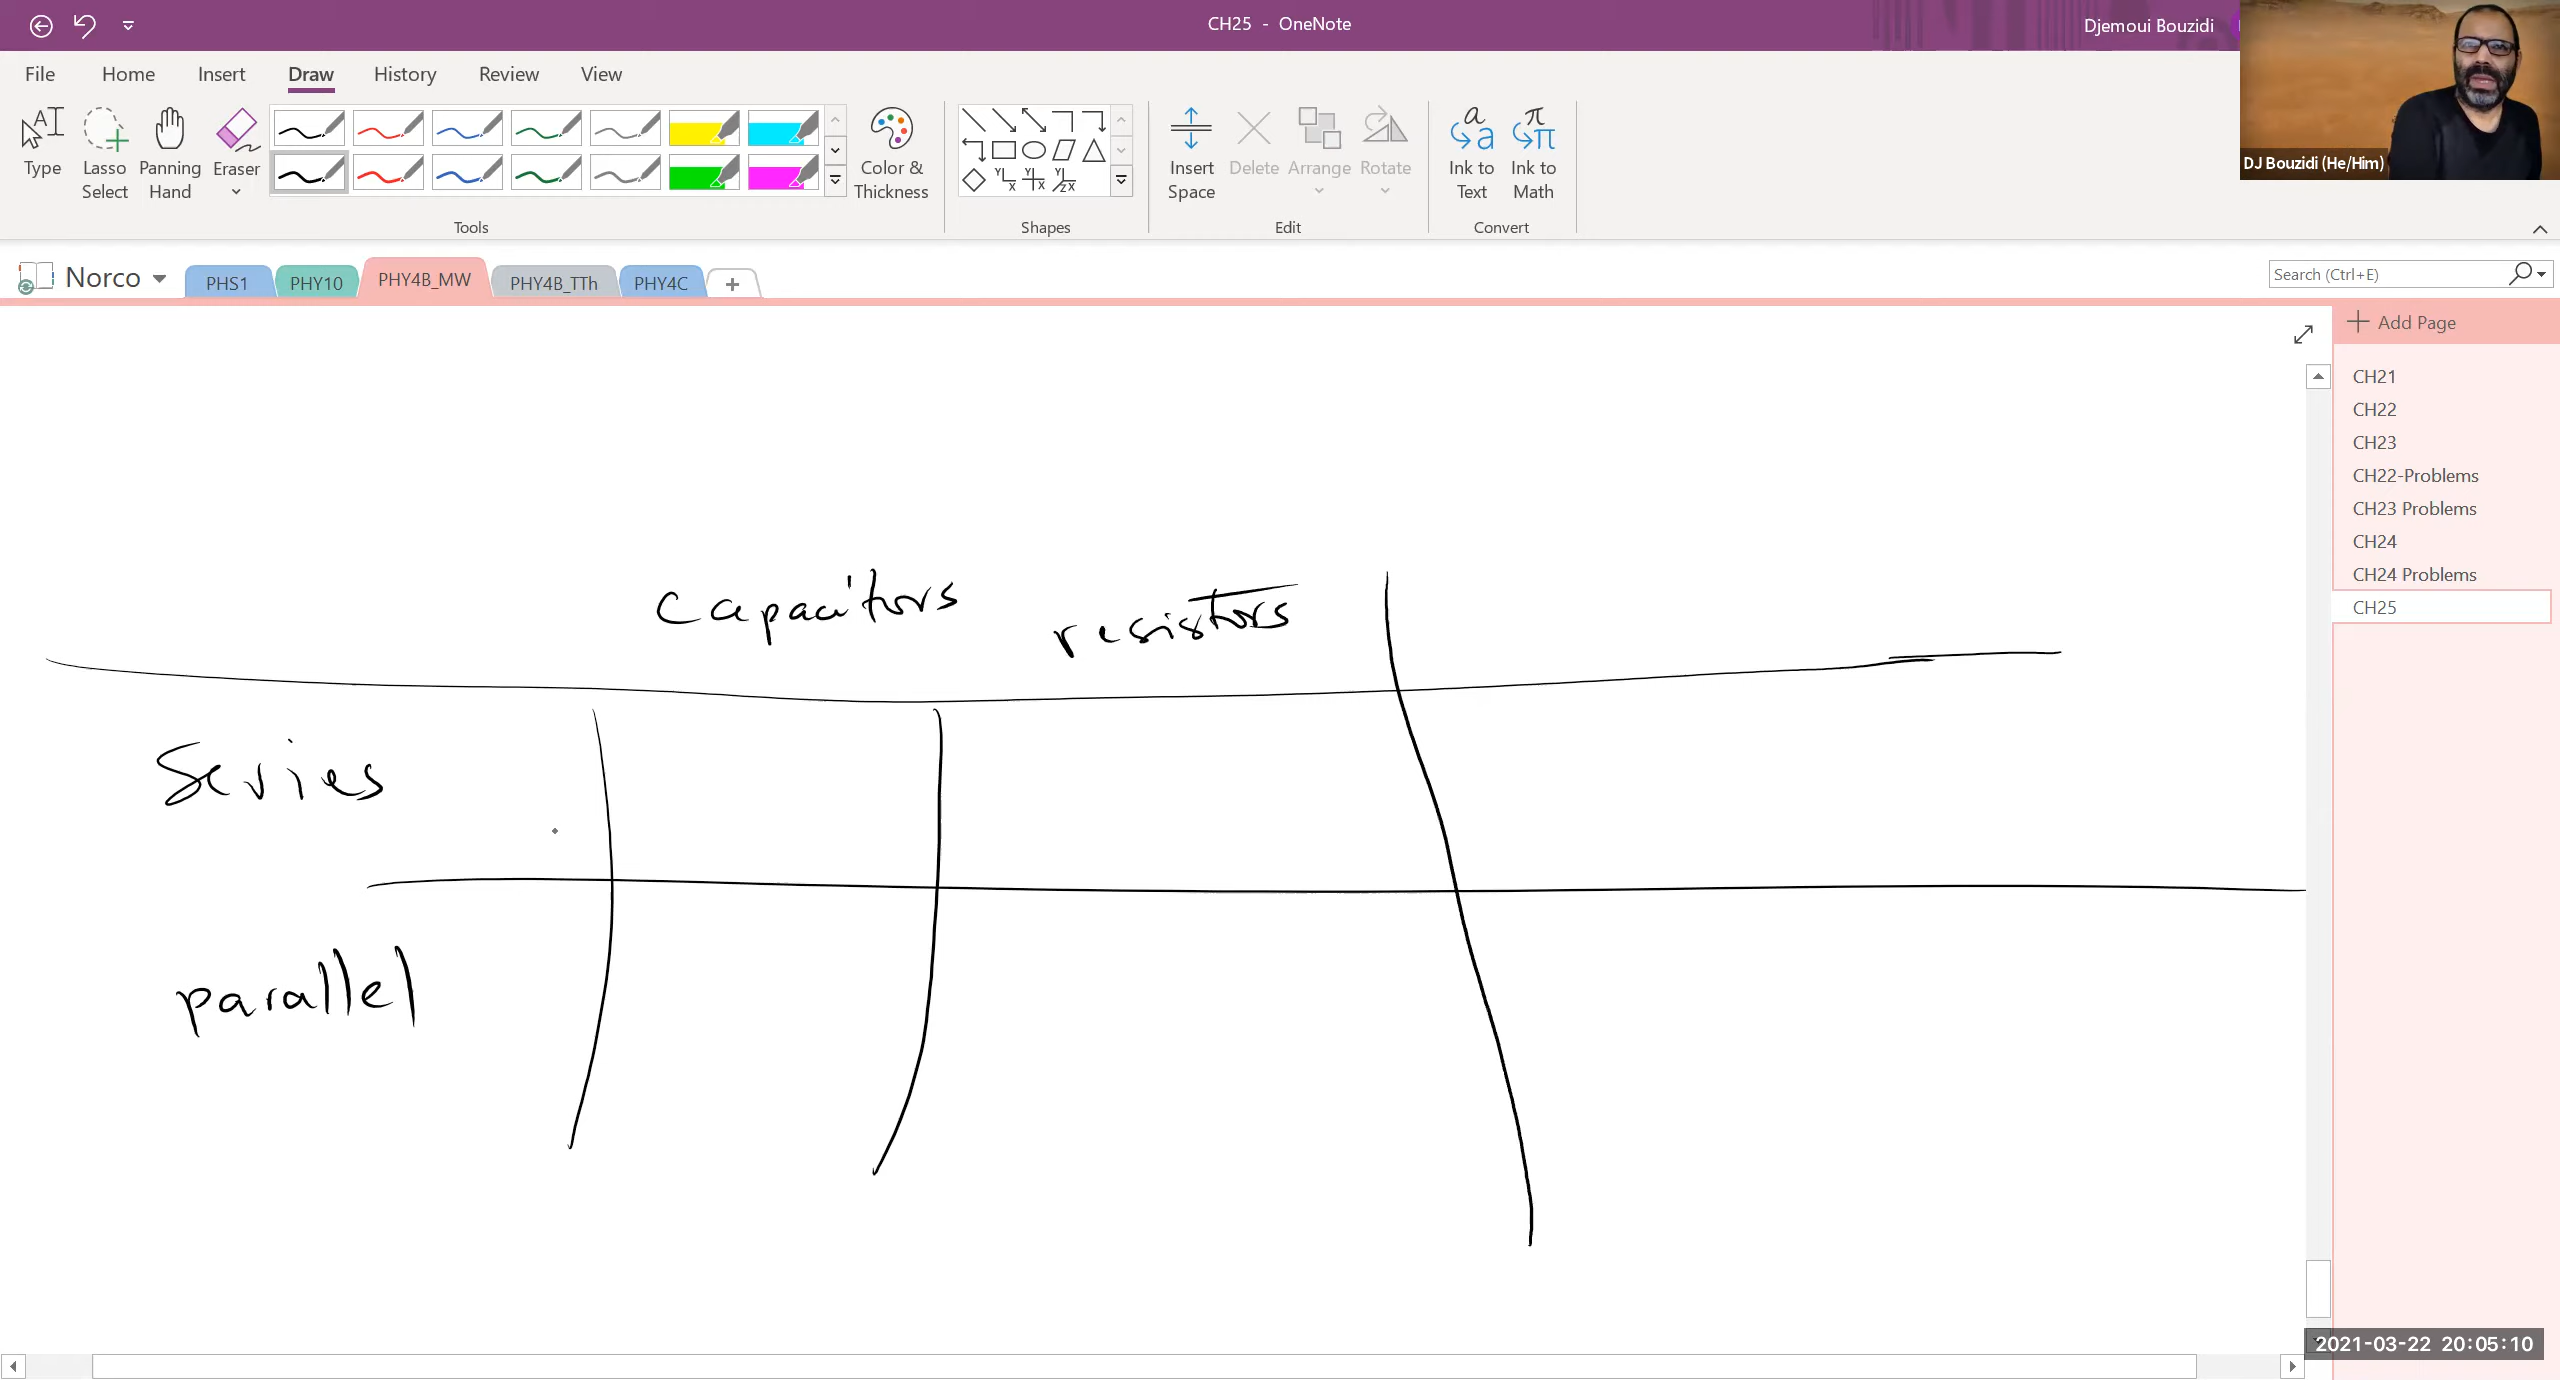 CH25 - OneNote
Djemoui Bouzidi
File Home Insert Draw History Review View
Type
Lasso Select
Panning Hand
Eraser
Color & Thickness
Insert Space
Delete
Arrange
Rotate
Ink to Text
Ink to Math
Tools
Shapes
Edit
Convert
DJ Bouzidi (He/Him)
Norco
PHS1 PHY10 PHY4B_MW PHY4B_TTh PHY4C
Search (Ctrl+E)
Add Page
CH21
CH22
CH23
CH22-Problems
CH23 Problems
CH24
CH24 Problems
CH25
capacitors resistors
Series
parallel
2021-03-22 20:05:10